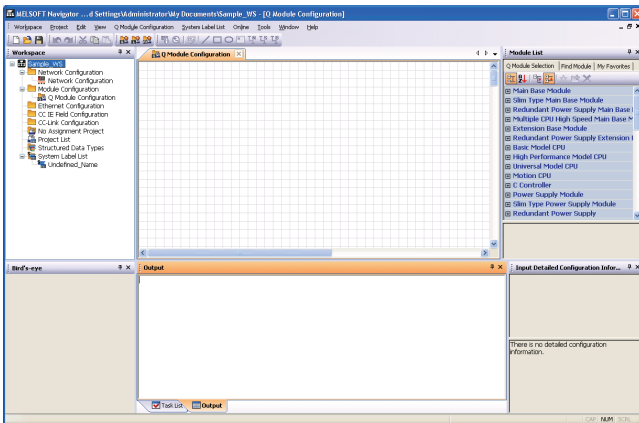 MELSOFT Navigator ...d Settings\Administrator\My Documents\Sample_WS - [Q Module Configuration]
Workspace Project Edit View Q Module Configuration System Label List Online Tools Window Help
Workspace
Sample_WS
Network Configuration
Network Configuration
Module Configuration
Q Module Configuration
Ethernet Configuration
CC IE Field Configuration
CC-Link Configuration
No Assignment Project
Project List
Structured Data Types
System Label List
Undefined_Name
Q Module Configuration
Module List
Q Module Selection Find Module My Favorites
Main Base Module
Slim Type Main Base Module
Redundant Power Supply Main Base
Multiple CPU High Speed Main Base M
Extension Base Module
Redundant Power Supply Extension
Basic Model CPU
High Performance Model CPU
Universal Model CPU
Motion CPU
C Controller
Power Supply Module
Slim Type Power Supply Module
Redundant Power Supply
Bird's-eye
Output
Task List Output
Input Detailed Configuration Infor...
There is no detailed configuration
information.
CAP NUM SCRL